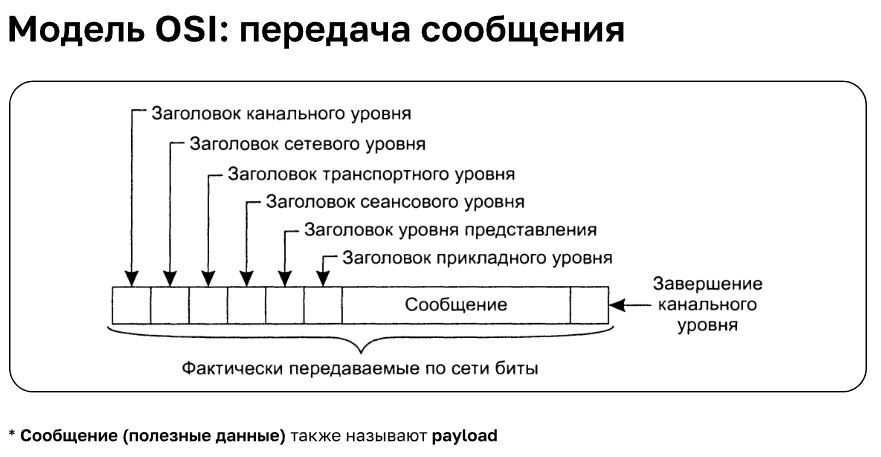 Модель OSI: передача сообщения
Заголовок канального уровня
Заголовок сетевого уровня
Заголовок транспортного уровня
Заголовок сеансового уровня
Заголовок уровня представления
Заголовок прикладного уровня
Сообщение
Завершение
канального
уровня
Фактически передаваемые по сети биты
* Сообщение (полезные данные) также называют payload